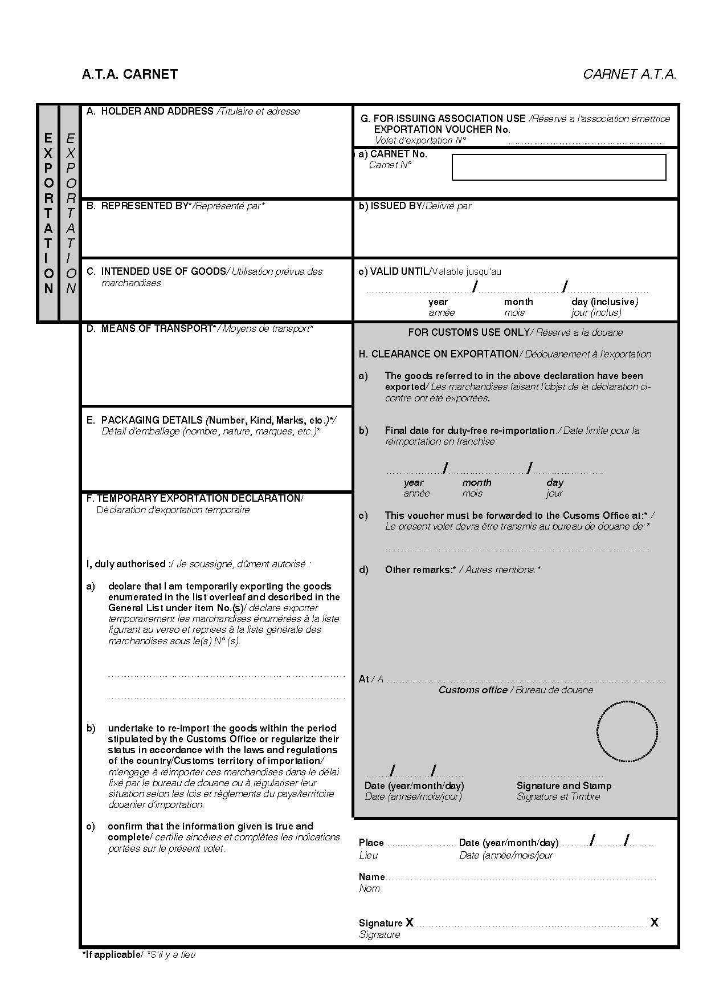 A.T.A. CARNET
CARNET A.T.A.
EXPORTATION
EXPORTATION
A. HOLDER AND ADDRESS /Titulaire et adresse
G. FOR ISSUING ASSOCIATION USE /Réservé a l'association émettrice
EXPORTATION VOUCHER No.
Volet d'exportation N° ……………………………………………
a) CARNET No.
Carnet N°
B. REPRESENTED BY*/Représenté par*
b) ISSUED BY/Delivré par
C. INTENDED USE OF GOODS/ Utilisation prévue des
marchandises
c) VALID UNTIL/Valable jusqu'au
……………………………/………………………/………………………
year month day (inclusive)
année mois jour (inclus)
D. MEANS OF TRANSPORT*/ Moyens de transport*
E. PACKAGING DETAILS (Number, Kind, Marks, etc.)*/
Détail d'emballage (nombre, nature, marques, etc.)*
F. TEMPORARY EXPORTATION DECLARATION/
Déclaration d'exportation temporaire
I, duly authorised :/ Je soussigné, dûment autorisé :
a) declare that I am temporarily exporting the goods
enumerated in the list overleaf and described in the
General List under item No.(s)/ déclare exporter
temporairement les marchandises énumérées à la liste
figurant au verso et reprises à la liste générale des
marchandises sous le(s) N° (s).
…………………………………………………………………
…………………………………………………………………
b) undertake to re-import the goods within the period
stipulated by the Customs Office or regularize their
status in accordance with the laws and regulations
of the country/Customs territory of importation/
m'engage à réimporter ces marchandises dans le délai
fixé par le bureau de douane ou à régulariser leur
situation selon les lois et règlements du pays/territoire
douanier d'importation.
c) confirm that the information given is true and
complete/ certifie sincères et complètes les indications
portées sur le présent volet.
FOR CUSTOMS USE ONLY/ Réservé a la douane
H. CLEARANCE ON EXPORTATION/ Dédouanement à l'exportation
a) The goods referred to in the above declaration have been
exported/ Les marchandises faisant l'objet de la déclaration ci-
contre ont été exportées.
b) Final date for duty-free re-importation:/ Date limite pour la
réimportation en franchise:
………………/……………………/……………………
year month day
année mois jour
c) This voucher must be forwarded to the Cusoms Office at:* /
Le présent volet devra être transmis au bureau de douane de:*
…………………………………………………………………………
d) Other remarks:* / Autres mentions:*
At / A ……………………………………………………………………………
Customs office / Bureau de douane
………/…………/……… ………………………
Date (year/month/day) Signature and Stamp
Date (année/mois/jour) Signature et Timbre
Place ………………… Date (year/month/day) ………/………/………
Lieu Date (année/mois/jour
Name……………………………………………………………………………
Nom
Signature X ………………………………………………………………… X
Signature
*If applicable/ *S'il y a lieu